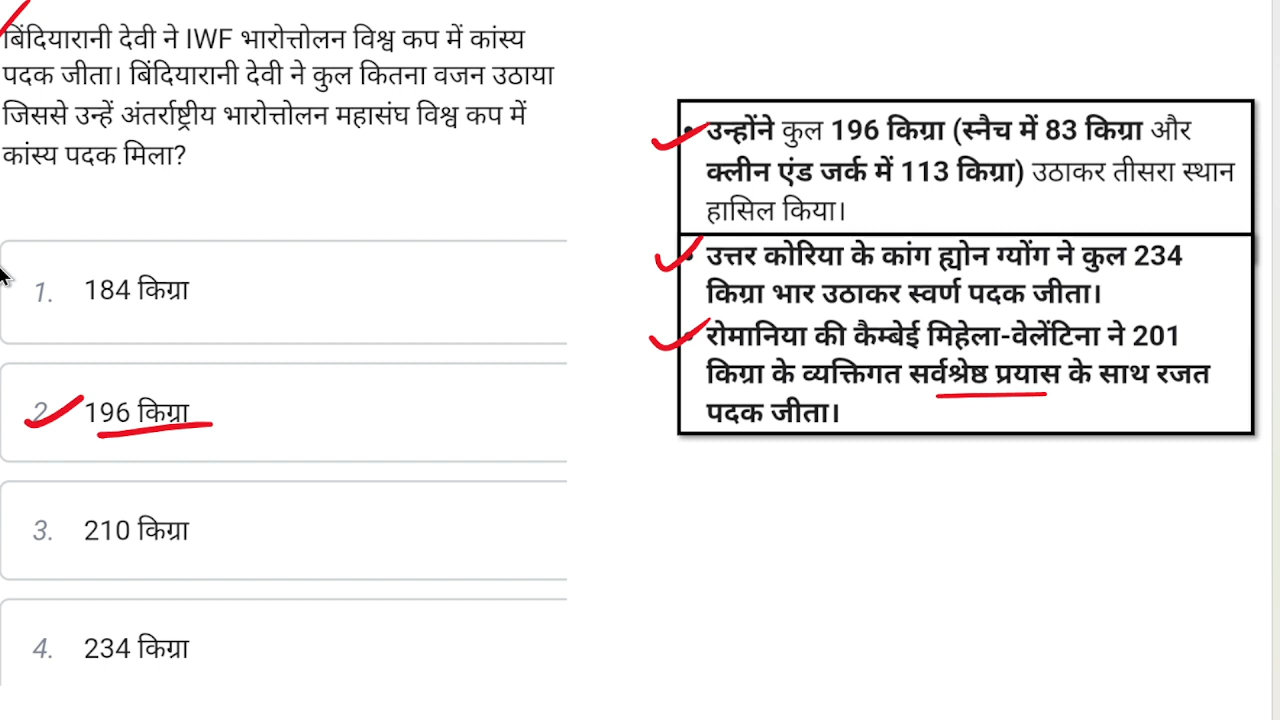 बिंदियारानी देवी ने IWF भारोत्तोलन विश्व कप में कांस्य
पदक जीता। बिंदियारानी देवी ने कुल कितना वजन उठाया
जिससे उन्हें अंतर्राष्ट्रीय भारोत्तोलन महासंघ विश्व कप में
कांस्य पदक मिला?
1. 184 किग्रा
2. 196 किग्रा
3. 210 किग्रा
4. 234 किग्रा
• उन्होंने कुल 196 किग्रा (स्नैच में 83 किग्रा और
क्लीन एंड जर्क में 113 किग्रा) उठाकर तीसरा स्थान
हासिल किया।
• उत्तर कोरिया के कांग ह्योन ग्योंग ने कुल 234
किग्रा भार उठाकर स्वर्ण पदक जीता।
• रोमानिया की कैम्बेई मिहेला-वेलेंटिना ने 201
किग्रा के व्यक्तिगत सर्वश्रेष्ठ प्रयास के साथ रजत
पदक जीता।